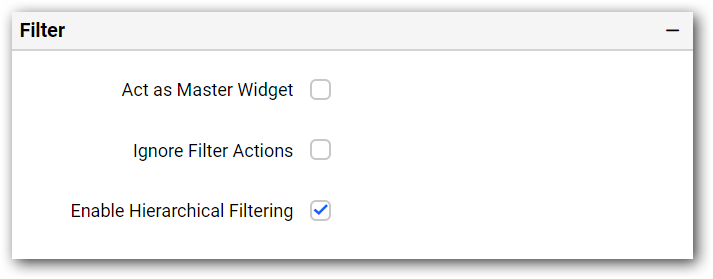 Filter
Act as Master Widget
Ignore Filter Actions
Enable Hierarchical Filtering